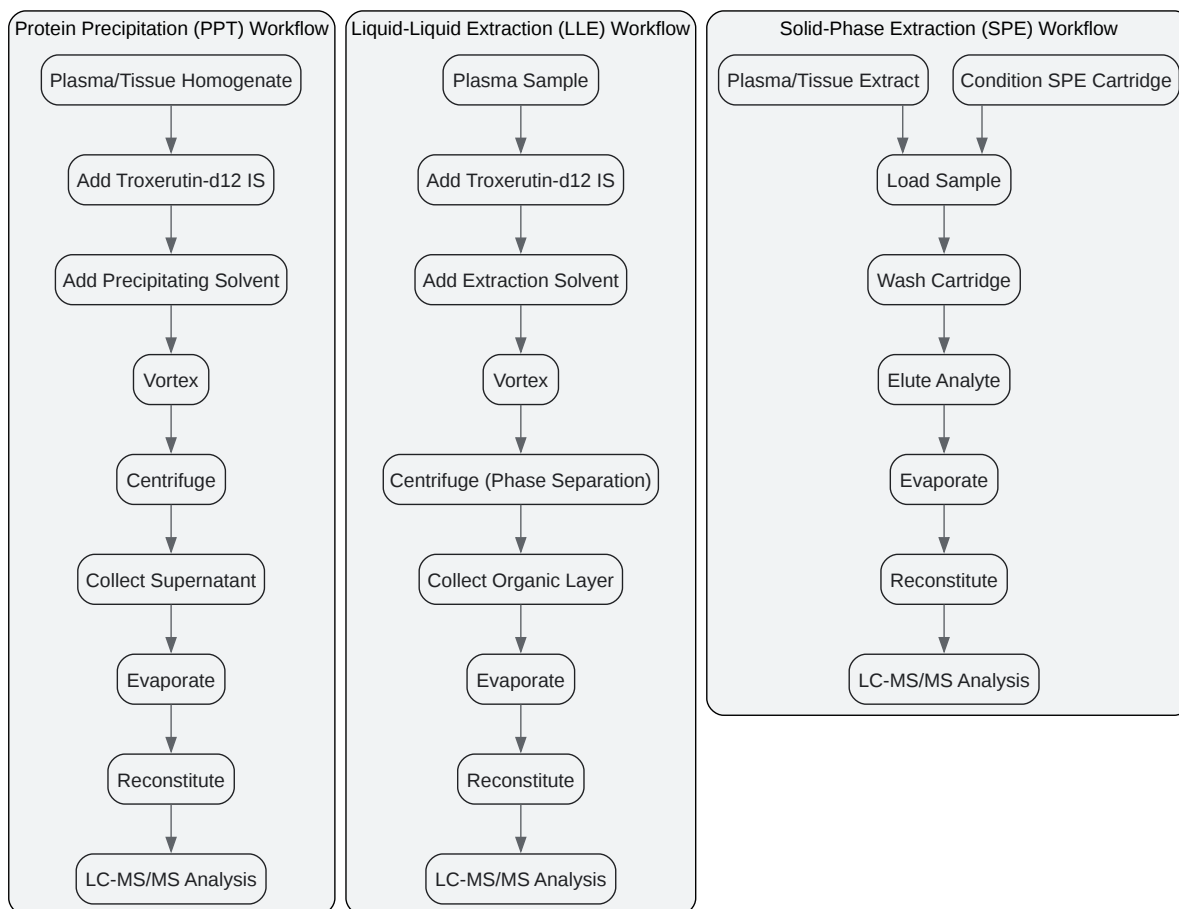 Protein Precipitation (PPT) Workflow
Plasma/Tissue Homogenate
Add Troxerutin-d12 IS
Add Precipitating Solvent
Vortex
Centrifuge
Collect Supernatant
Evaporate
Reconstitute
LC-MS/MS Analysis
Liquid-Liquid Extraction (LLE) Workflow
Plasma Sample
Add Troxerutin-d12 IS
Add Extraction Solvent
Vortex
Centrifuge (Phase Separation)
Collect Organic Layer
Evaporate
Reconstitute
LC-MS/MS Analysis
Solid-Phase Extraction (SPE) Workflow
Plasma/Tissue Extract
Condition SPE Cartridge
Load Sample
Wash Cartridge
Elute Analyte
Evaporate
Reconstitute
LC-MS/MS Analysis